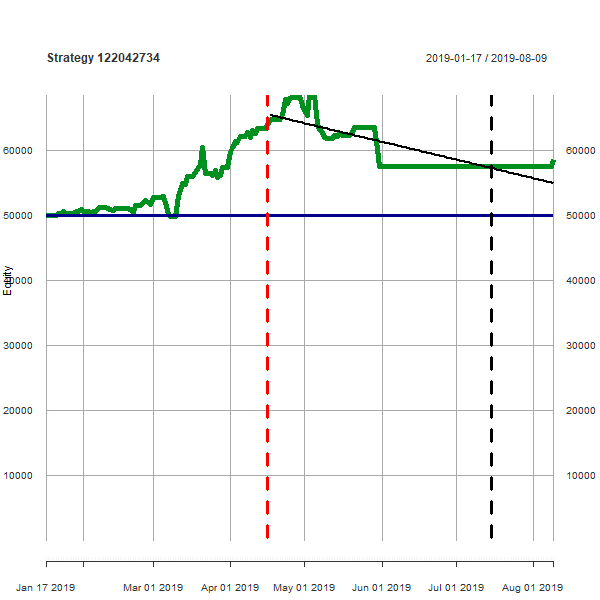 Strategy 122042734
2019-01-17 / 2019-08-09
60000
60000
50000
50000
Equity
40000
40000
30000
30000
20000
20000
10000
10000
Jan 17 2019
Mar 01 2019
Apr 01 2019
May 01 2019
Jun 01 2019
Jul 01 2019
Aug 01 2019